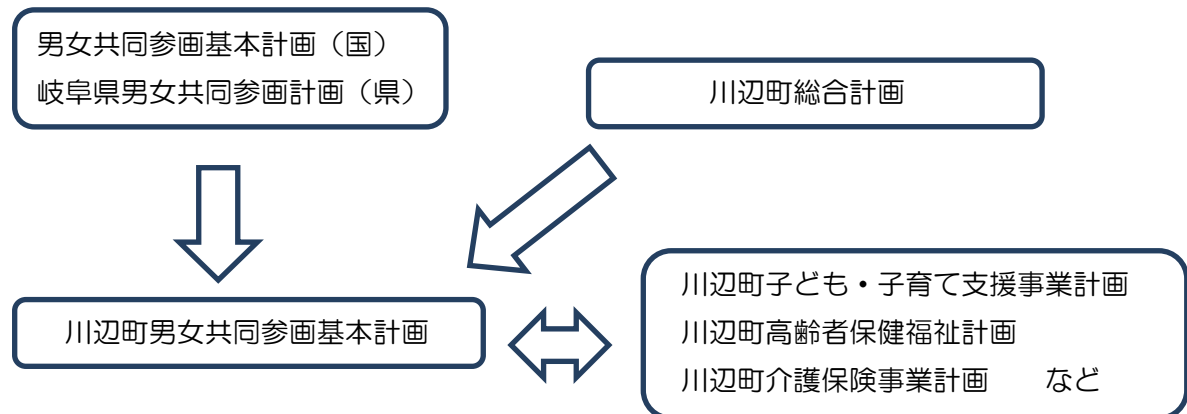 男女共同参画基本計画（国）
岐阜県男女共同参画計画（県）
川辺町総合計画
川辺町男女共同参画基本計画
川辺町子ども・子育て支援事業計画
川辺町高齢者保健福祉計画
川辺町介護保険事業計画　　など